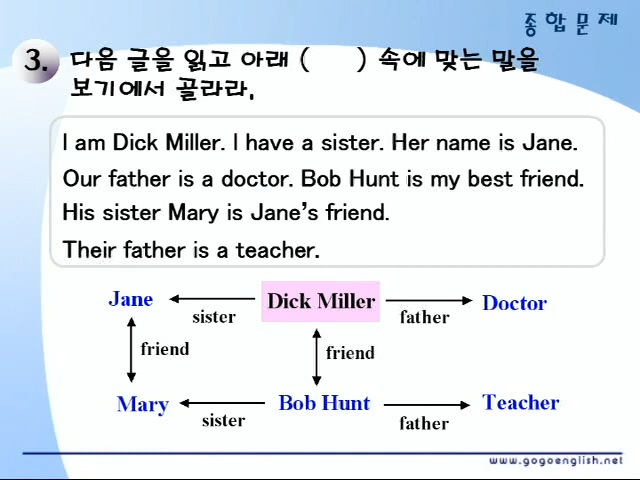 종합문제
3. 다음 글을 읽고 아래 (    ) 속에 맞는 말을
보기에서 골라라.
I am Dick Miller. I have a sister. Her name is Jane.
Our father is a doctor. Bob Hunt is my best friend.
His sister Mary is Jane's friend.
Their father is a teacher.
Jane
sister
Dick Miller
father
Doctor
friend
friend
Mary
sister
Bob Hunt
father
Teacher
www.gogoenglish.net